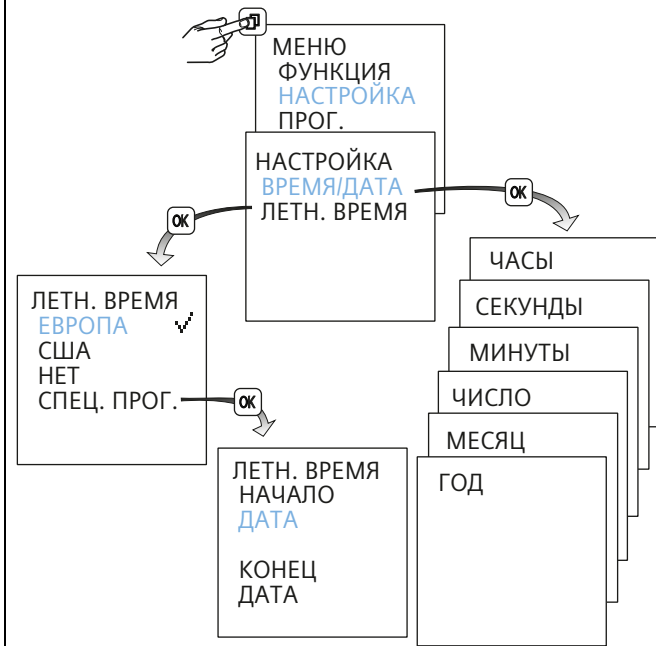 МЕНЮ
ФУНКЦИЯ
НАСТРОЙКА
ПРОГ.
НАСТРОЙКА
ВРЕМЯ/ДАТА
ЛЕТН. ВРЕМЯ
OK
OK
ЛЕТН. ВРЕМЯ
ЕВРОПА
США
НЕТ
СПЕЦ. ПРОГ.
OK
ЛЕТН. ВРЕМЯ
НАЧАЛО
ДАТА
КОНЕЦ
ДАТА
ЧАСЫ
СЕКУНДЫ
МИНУТЫ
ЧИСЛО
МЕСЯЦ
ГОД